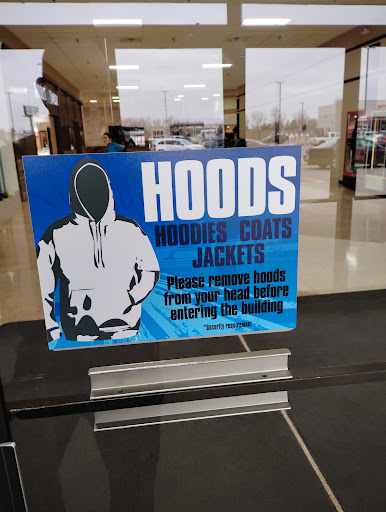 HOODS
HOODIES COATS
JACKETS
Please remove hoods
from your head before
entering the building
*Security requirement